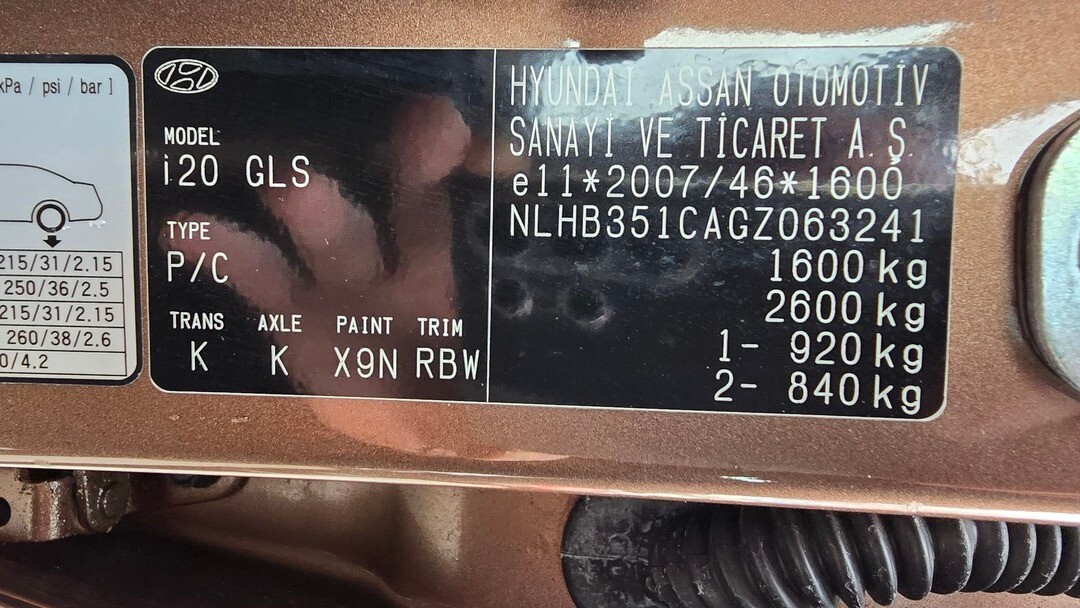 kPa / psi / bar ]
215/31/2.15
250/36/2.5
215/31/2.15
260/38/2.6
0/4.2
MODEL
i20 GLS
TYPE
P/C
TRANS AXLE PAINT TRIM
K K X9N RBW
HYUNDAI ASSAN OTOMOTİV
SANAYİ VE TİCARET A.Ş.
e11*2007/46*1600
NLHB351CAGZ063241
1600 kg
2600 kg
1- 920 kg
2- 840 kg